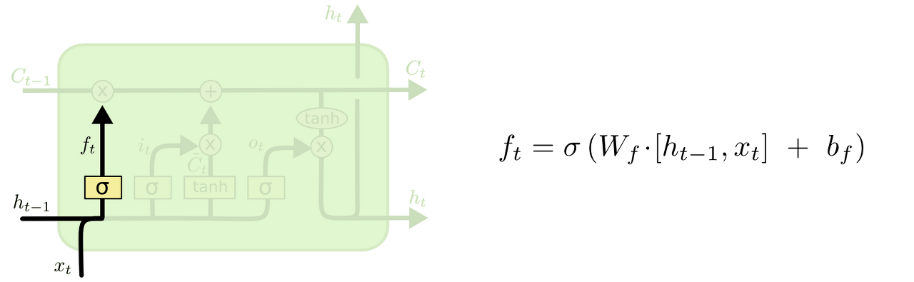 h_t
C_{t-1}
C_t
x
+
tanh
f_t
i_t
x
o_t
x
C̃_t
σ
σ
tanh
σ
h_{t-1}
h_t
x_t
f_t = σ (W_f · [h_{t-1}, x_t] + b_f)